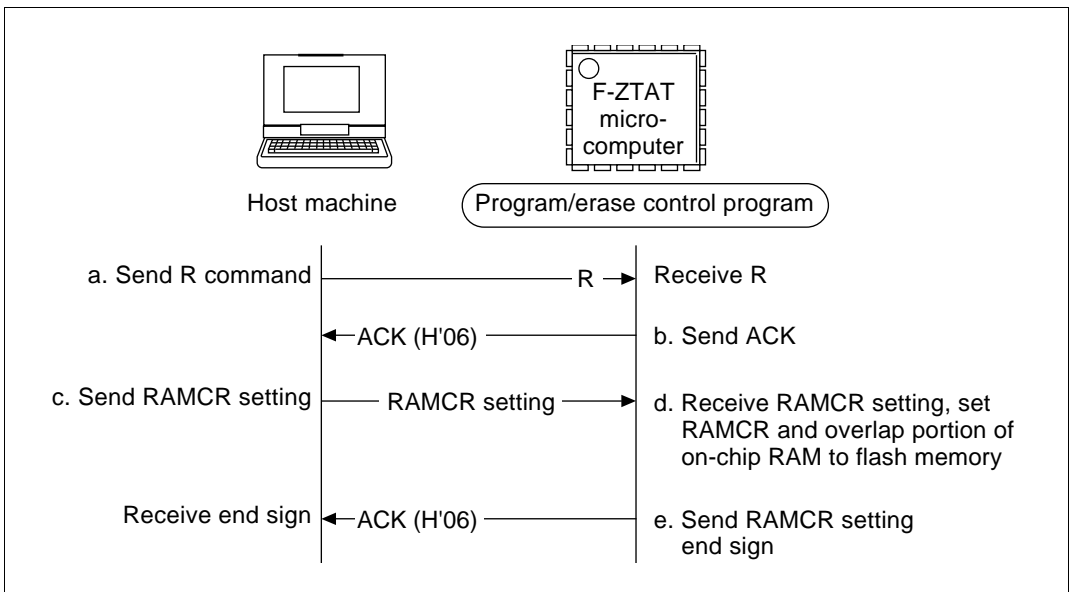 F-ZTAT
micro-
computer
Host machine
Program/erase control program
a. Send R command
R
Receive R
ACK (H'06)
b. Send ACK
c. Send RAMCR setting
RAMCR setting
d. Receive RAMCR setting, set
RAMCR and overlap portion of
on-chip RAM to flash memory
Receive end sign
ACK (H'06)
e. Send RAMCR setting
end sign